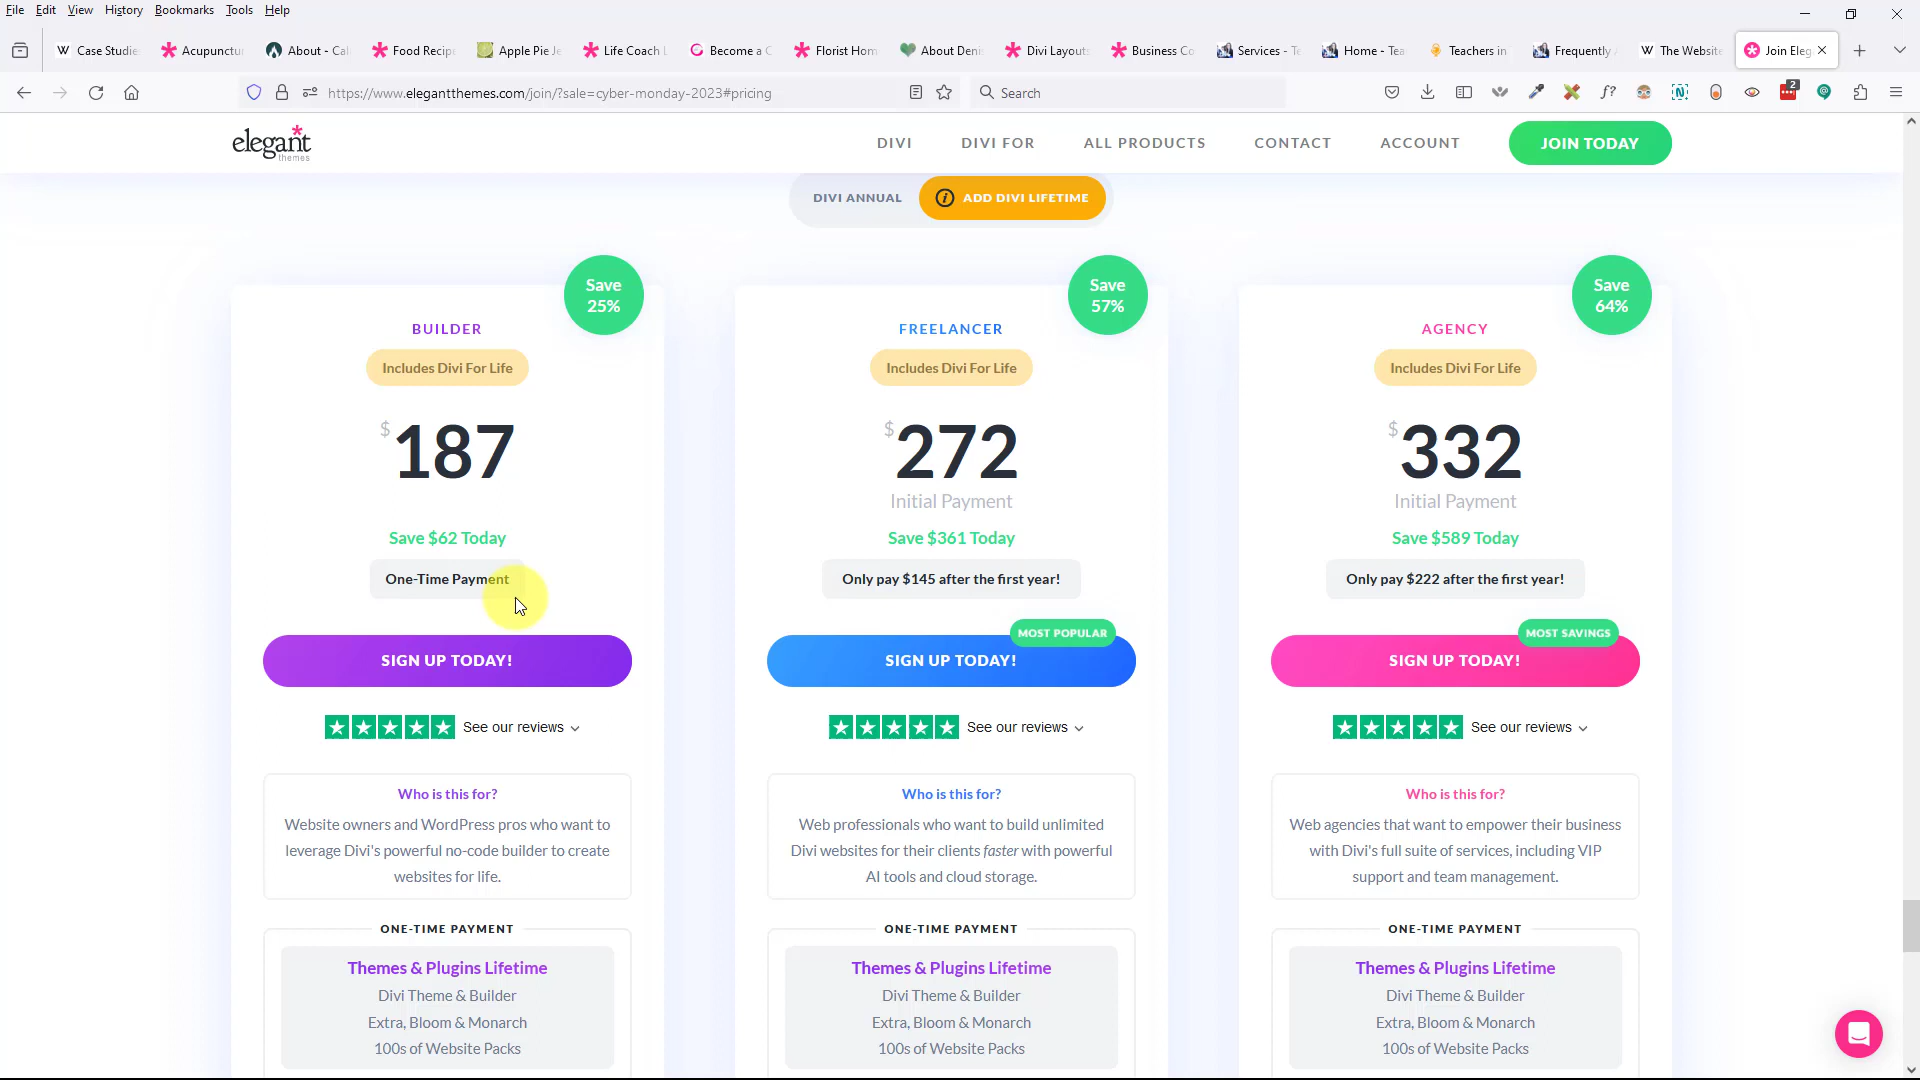 File Edit View History Bookmarks Tools Help
Case Studie Acupunctur About - Cal Food Recip Apple Pie Je Life Coach L Become a C Florist Hom About Deni Divi Layout Business Co Services - Te Home - Tea Teachers in Frequently The Website Join Eleg
https://www.elegantthemes.com/join/?sale=cyber-monday-2023#pricing Search 2
elegant themes DIVI DIVI FOR ALL PRODUCTS CONTACT ACCOUNT JOIN TODAY
DIVI ANNUAL ADD DIVI LIFETIME
Save
25%
BUILDER
Includes Divi For Life
$187
Save $62 Today
One-Time Payment
SIGN UP TODAY!
See our reviews
Who is this for?
Website owners and WordPress pros who want to
leverage Divi's powerful no-code builder to create
websites for life.
ONE-TIME PAYMENT
Themes & Plugins Lifetime
Divi Theme & Builder
Extra, Bloom & Monarch
100s of Website Packs
Save
57%
FREELANCER
Includes Divi For Life
$272
Initial Payment
Save $361 Today
Only pay $145 after the first year!
MOST POPULAR
SIGN UP TODAY!
See our reviews
Who is this for?
Web professionals who want to build unlimited
Divi websites for their clients faster with powerful
AI tools and cloud storage.
ONE-TIME PAYMENT
Themes & Plugins Lifetime
Divi Theme & Builder
Extra, Bloom & Monarch
100s of Website Packs
Save
64%
AGENCY
Includes Divi For Life
$332
Initial Payment
Save $589 Today
Only pay $222 after the first year!
MOST SAVINGS
SIGN UP TODAY!
See our reviews
Who is this for?
Web agencies that want to empower their business
with Divi's full suite of services, including VIP
support and team management.
ONE-TIME PAYMENT
Themes & Plugins Lifetime
Divi Theme & Builder
Extra, Bloom & Monarch
100s of Website Packs